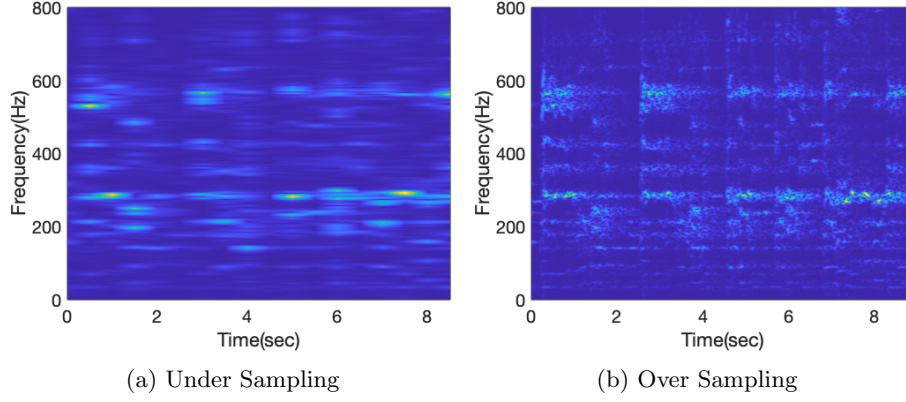 800
600
400
200
0
Frequency(Hz)
0 2 4 6 8
Time(sec)
(a) Under Sampling
800
600
400
200
0
Frequency(Hz)
0 2 4 6 8
Time(sec)
(b) Over Sampling